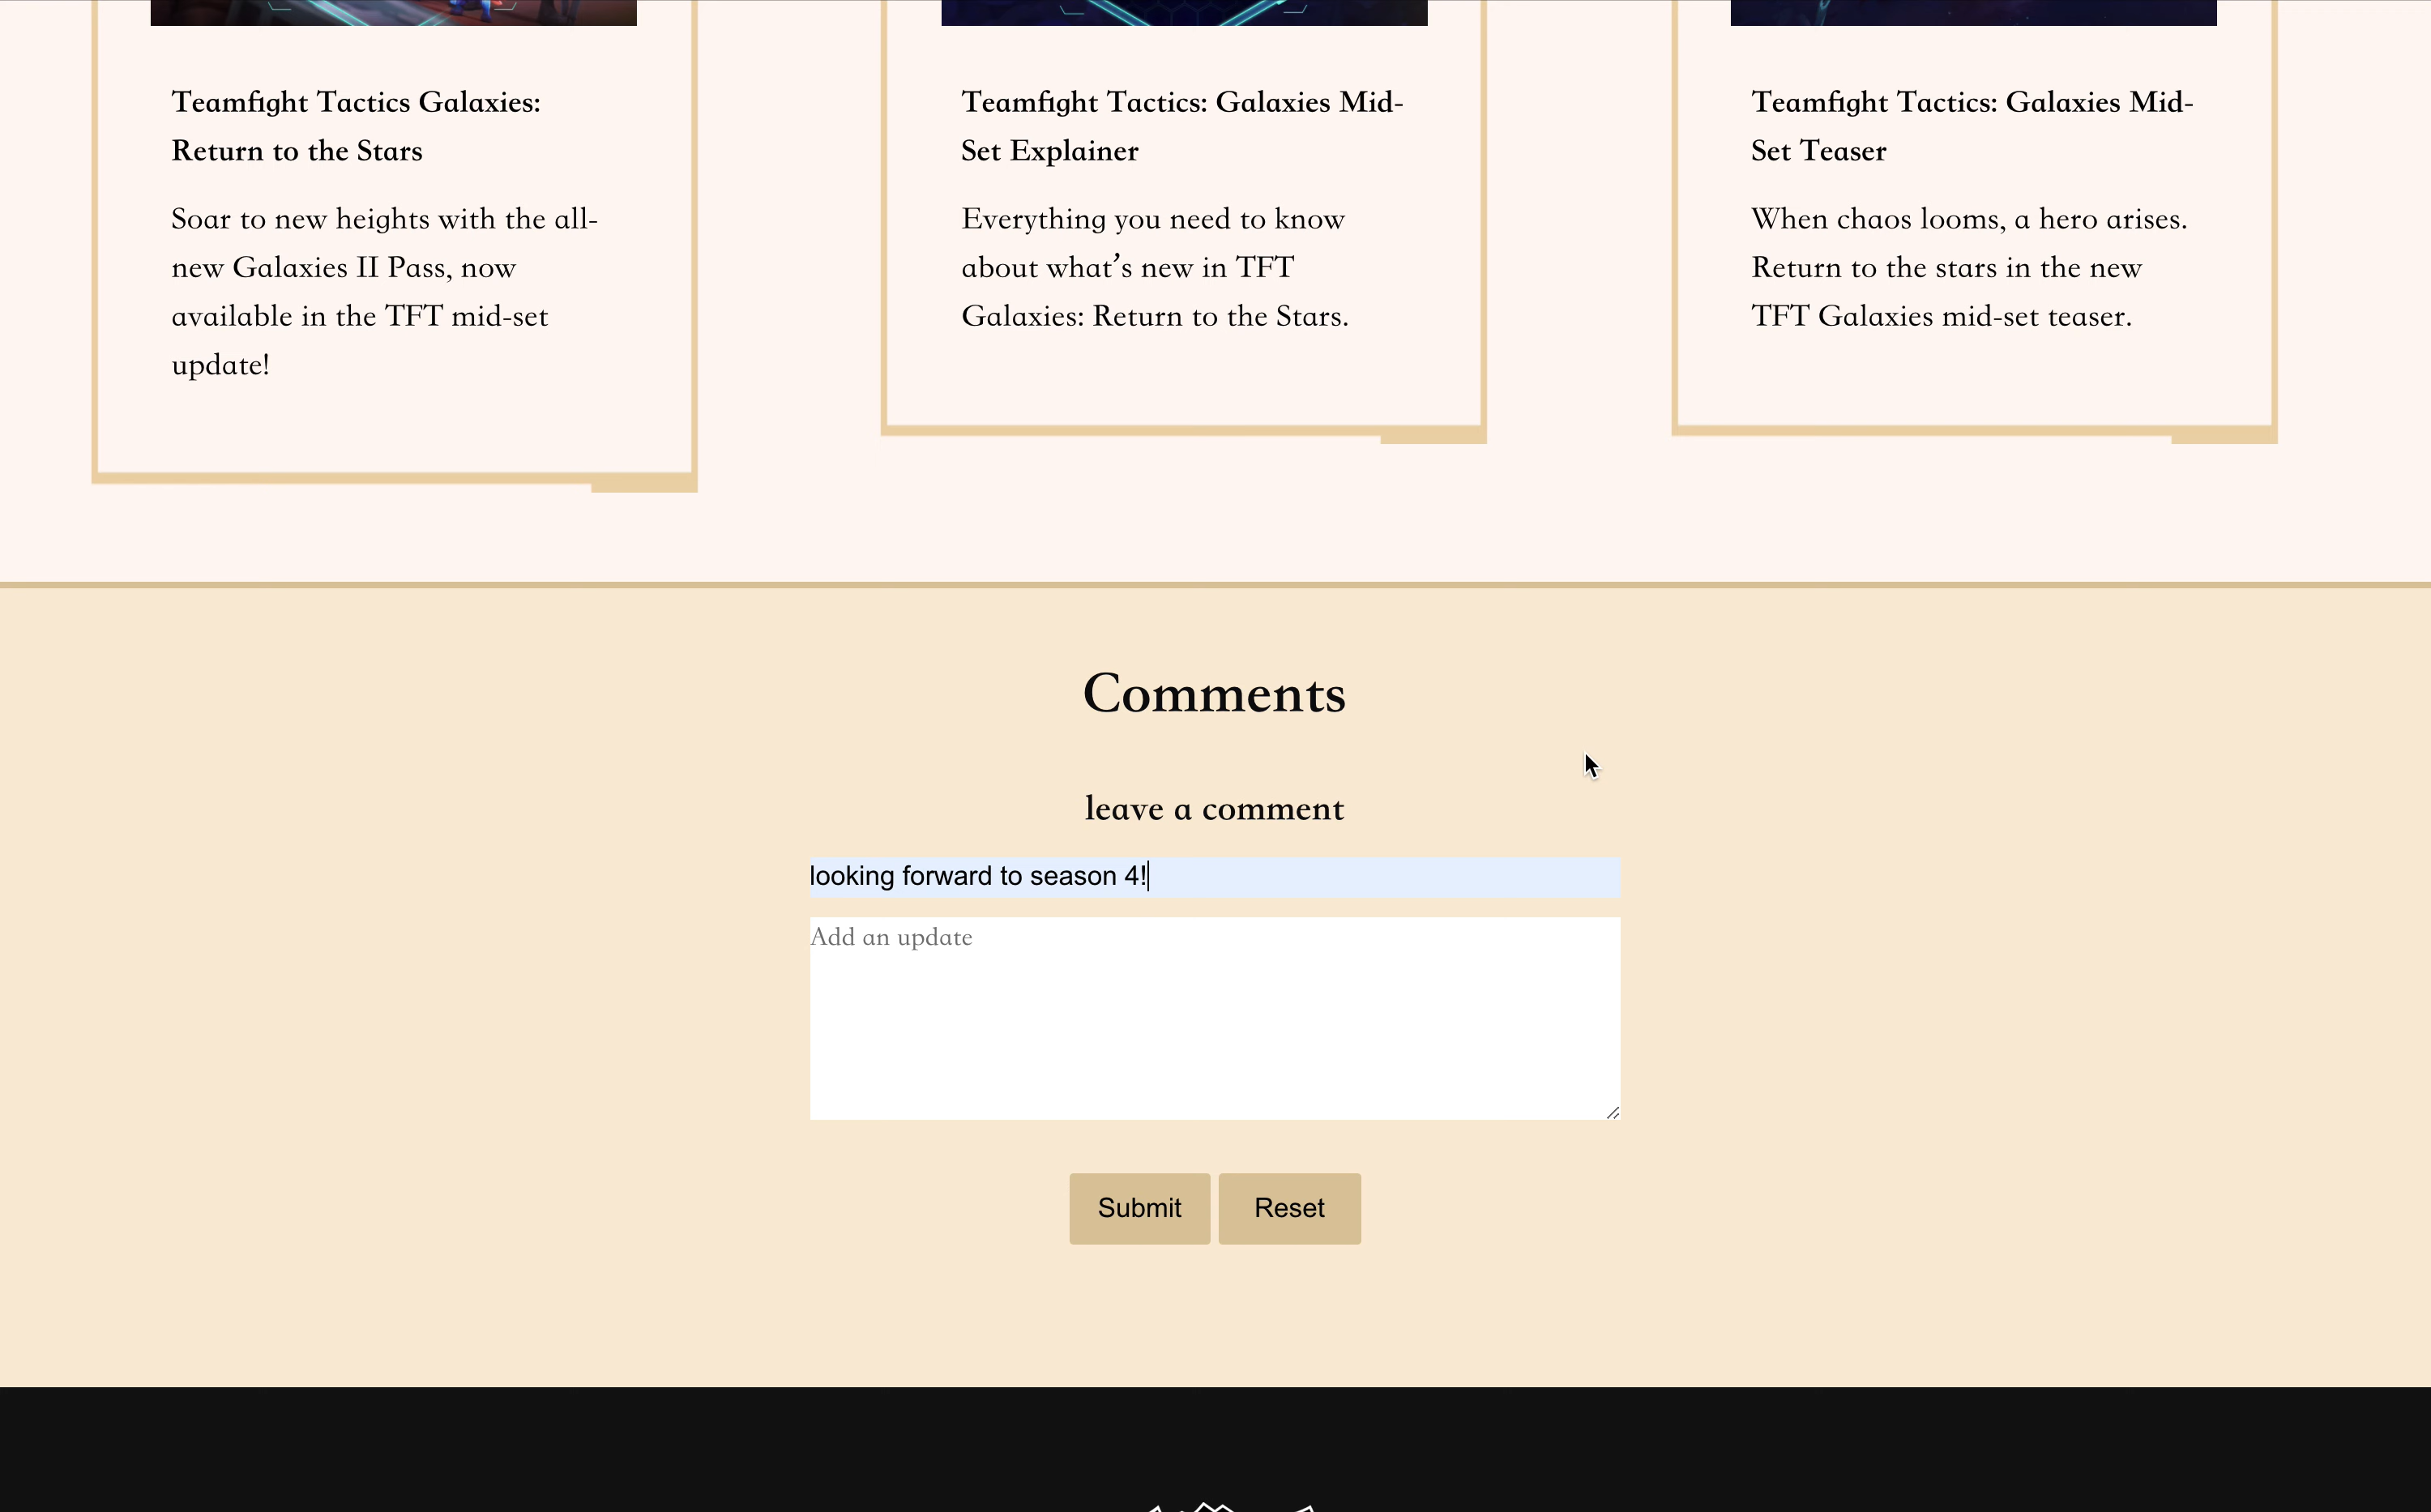 Teamfight Tactics Galaxies:
Return to the Stars
Soar to new heights with the all-
new Galaxies II Pass, now
available in the TFT mid-set
update!
Teamfight Tactics: Galaxies Mid-
Set Explainer
Everything you need to know
about what’s new in TFT
Galaxies: Return to the Stars.
Teamfight Tactics: Galaxies Mid-
Set Teaser
When chaos looms, a hero arises.
Return to the stars in the new
TFT Galaxies mid-set teaser.
Comments
leave a comment
looking forward to season 4!
Add an update
Submit Reset